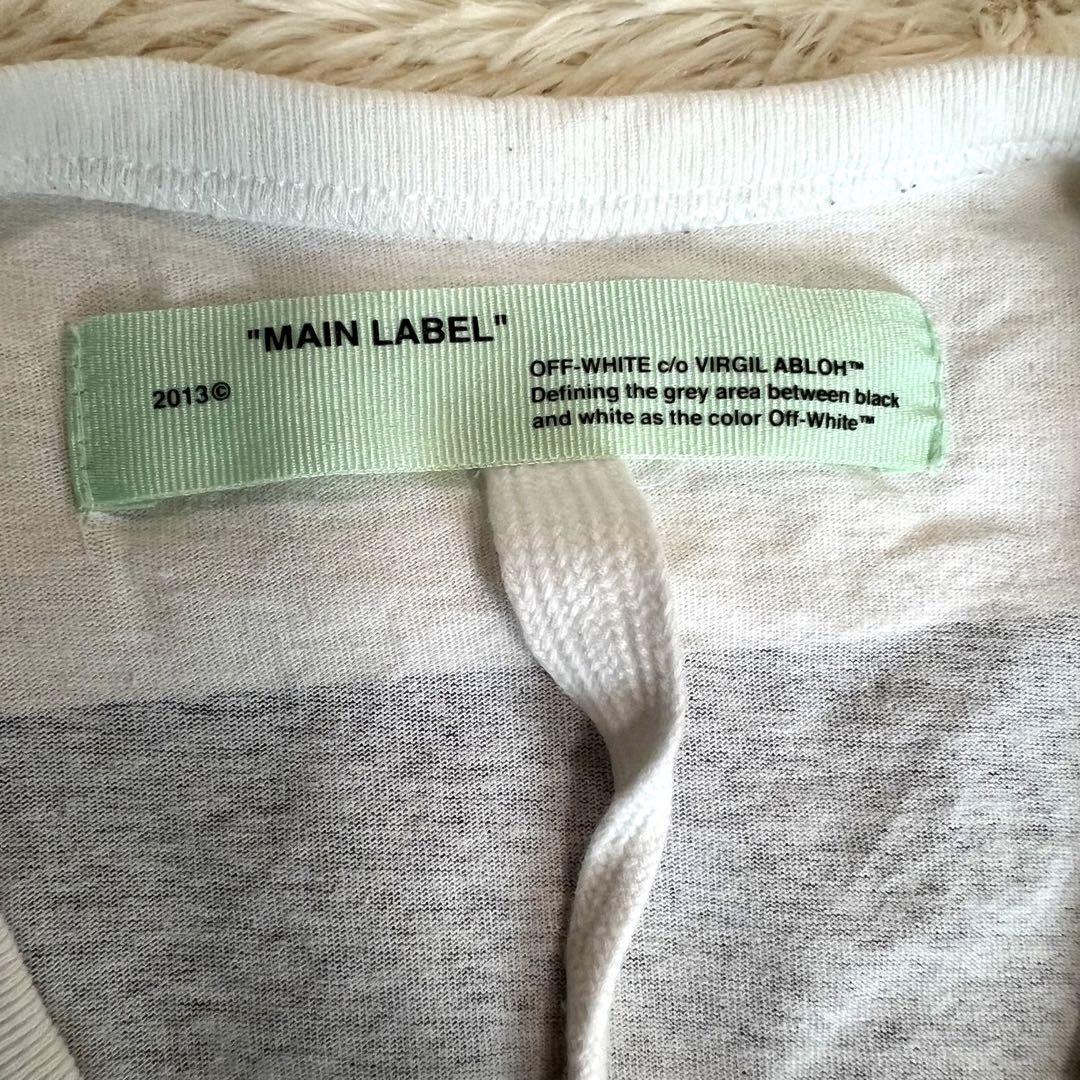 "MAIN LABEL"
2013©
OFF-WHITE c/o VIRGIL ABLOH™
Defining the grey area between black
and white as the color Off-White™